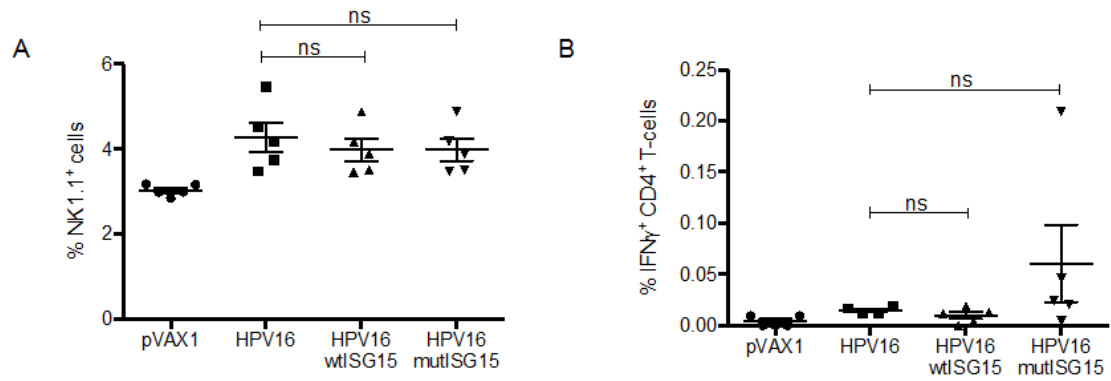 A
ns
ns
% NK1.1⁺ cells
6
4
2
0
pVAX1
HPV16
HPV16
wtISG15
HPV16
mutISG15
B
ns
ns
% IFNγ⁺ CD4⁺ T-cells
0.25
0.20
0.15
0.10
0.05
0.00
pVAX1
HPV16
HPV16
wtISG15
HPV16
mutISG15